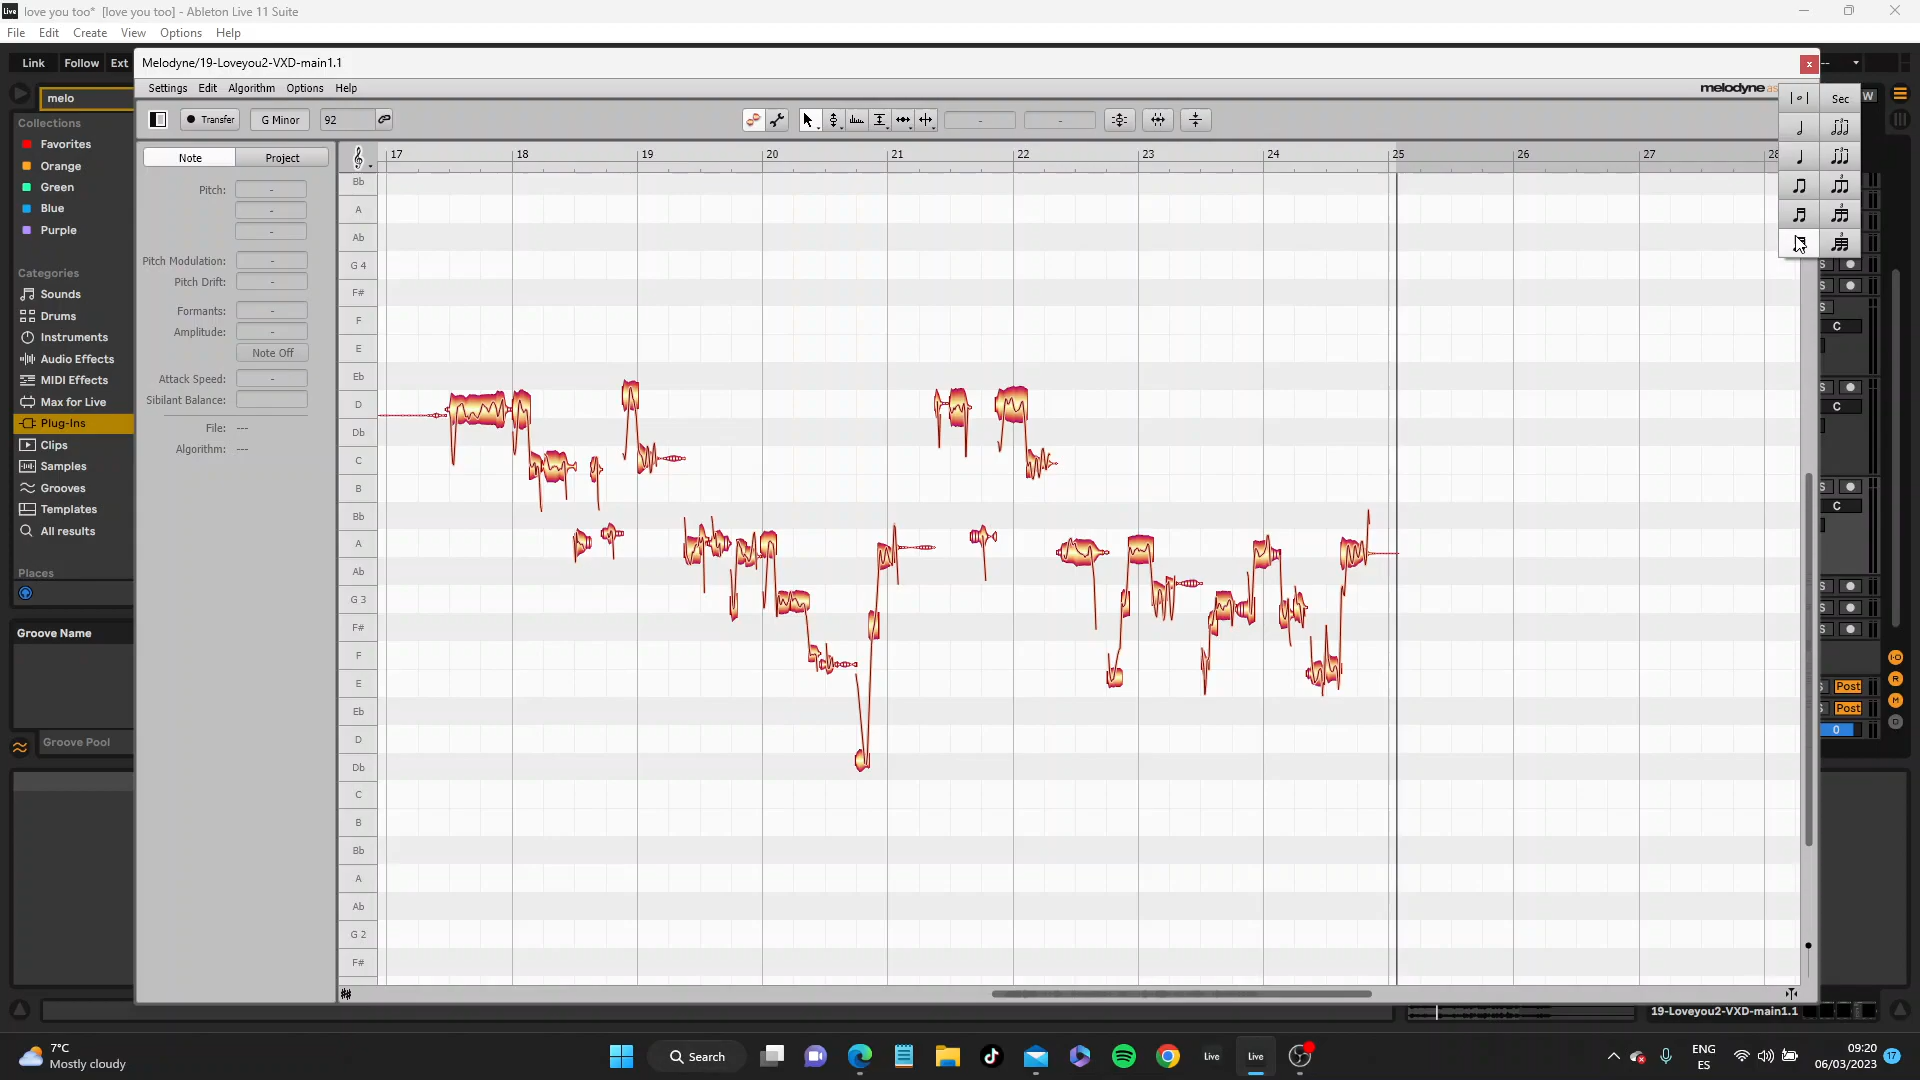 love you too* [love you too] - Ableton Live 11 Suite
File Edit Create View Options Help
Link Follow Ext
Melodyne/19-Loveyou2-VXD-main1.1
Settings Edit Algorithm Options Help
melodyne
Transfer G Minor 92 - -
W
Sec
melo
Collections
Favorites
Orange
Green
Blue
Purple
Categories
Sounds
Drums
Instruments
Audio Effects
MIDI Effects
Max for Live
Plug-Ins
Clips
Samples
Grooves
Templates
All results
Places
Groove Name
Groove Pool
Note Project
Pitch: -
-
-
Pitch Modulation: -
Pitch Drift: -
Formants: -
Amplitude: -
Note Off
Attack Speed: -
Sibilant Balance:
File: ---
Algorithm: ---
17 18 19 20 21 22 23 24 25 26 27 28
Bb
A
Ab
G 4
F#
F
E
Eb
D
Db
C
B
Bb
A
Ab
G 3
F#
F
E
Eb
D
Db
C
B
Bb
A
Ab
G 2
F#
S
S
S
C
S
C
S
C
S
S
S
S Post
S Post
0
I·O
R
M
D
19-Loveyou2-VXD-main1.1
7°C
Mostly cloudy
Search
Live
Live
ENG
ES
09:20
06/03/2023
17